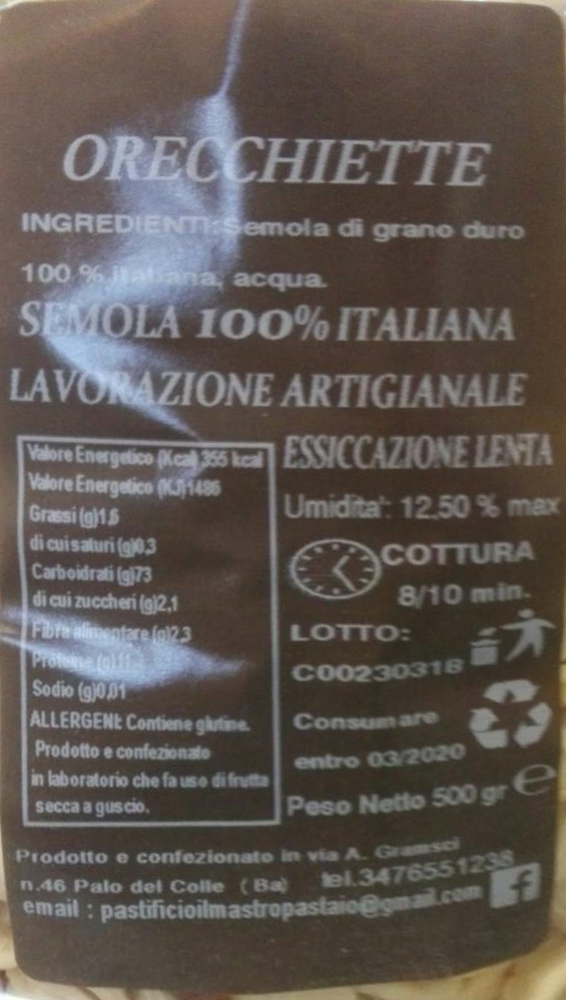 ORECCHIETTE
INGREDIENTI: Semola di grano duro
100 % italiana, acqua.
SEMOLA 100% ITALIANA
LAVORAZIONE ARTIGIANALE
Valore Energetico (Kcal) 355 kcal
Valore Energetico (KJ) 1486
Grassi (g)1.6
di cui saturi (g)0,3
Carboidrati (g)73
di cui zuccheri (g)2,1
Fibra alimentare (g)2,3
Proteine (g)
Sodio (g)0,01
ALLERGENI: Contiene glutine.
Prodotto e confezionato
in laboratorio che fa uso di frutta
secca a guscio.
ESSICCAZIONE LENTA
Umidita': 12,50 % max
COTTURA
8/10 min.
LOTTO:
C00230318
Consumare
entro 03/2020
Peso Netto 500 gr e
Prodotto e confezionato in via A. Gramsci
n.46 Palo del Colle (Ba) tel.3476551238
email : pastificioilmastropastaio@gmail.com f